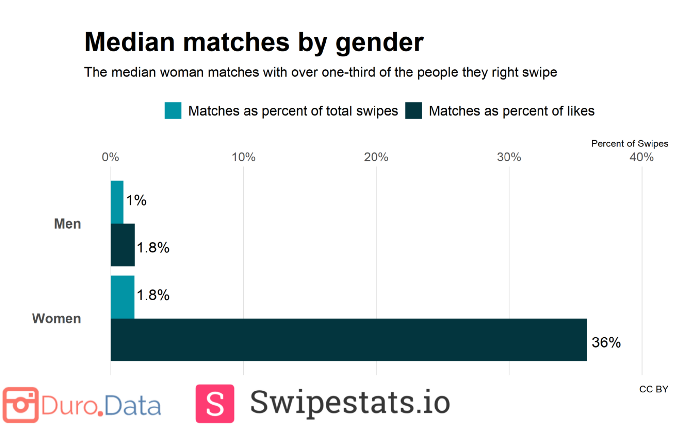 Median matches by gender
The median woman matches with over one-third of the people they right swipe
Matches as percent of total swipes Matches as percent of likes
Percent of Swipes
0% 10% 20% 30% 40%
1%
Men
1.8%
1.8%
Women
36%
CC BY
Duro.Data
S Swipestats.io